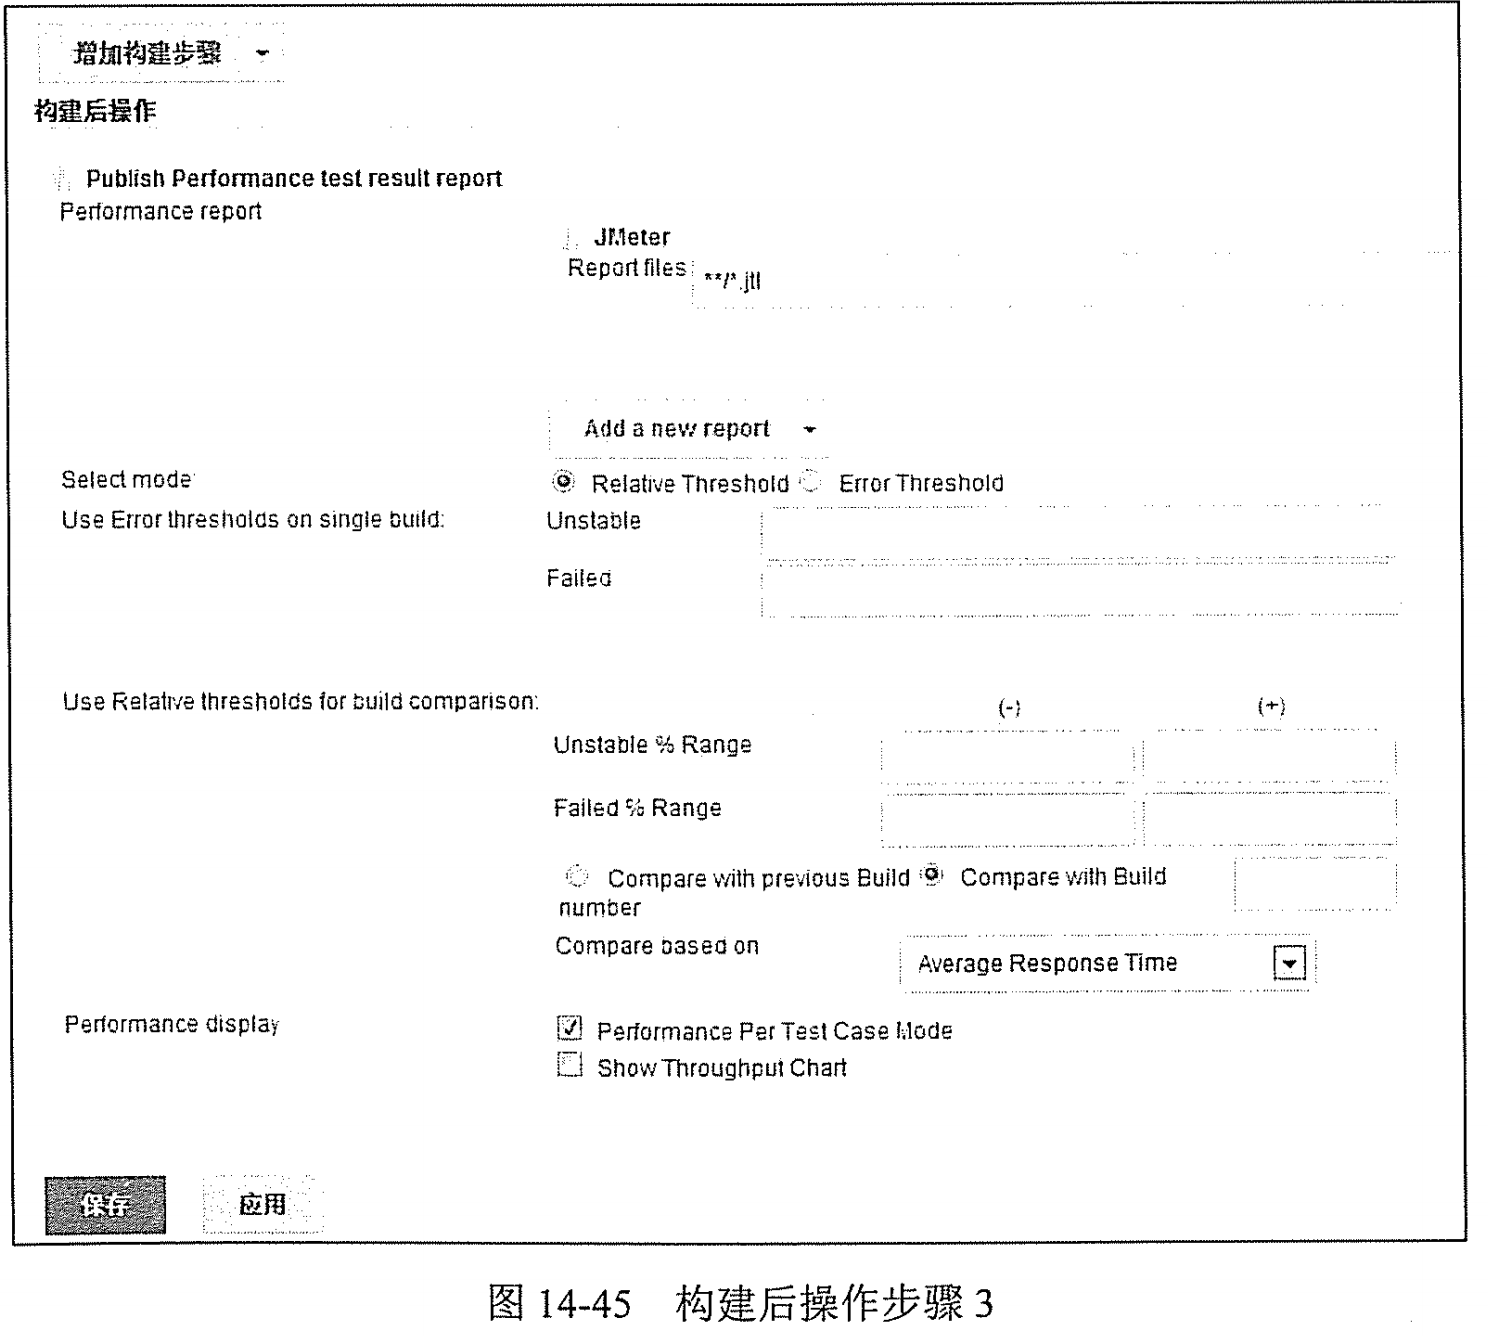 增加构建步骤
构建后操作
Publish Performance test result report
Performance report
JMeter
Report files
**/*.jtl
Add a new report
Select mode:
Relative Threshold Error Threshold
Use Error thresholds on single build:
Unstable
Failed
Use Relative thresholds for build comparison:
(-) (+)
Unstable % Range
Failed % Range
Compare with previous Build Compare with Build
number
Compare based on
Average Response Time
Performance display
Performance Per Test Case Mode
Show Throughput Chart
保存 应用
图 14-45 构建后操作步骤 3